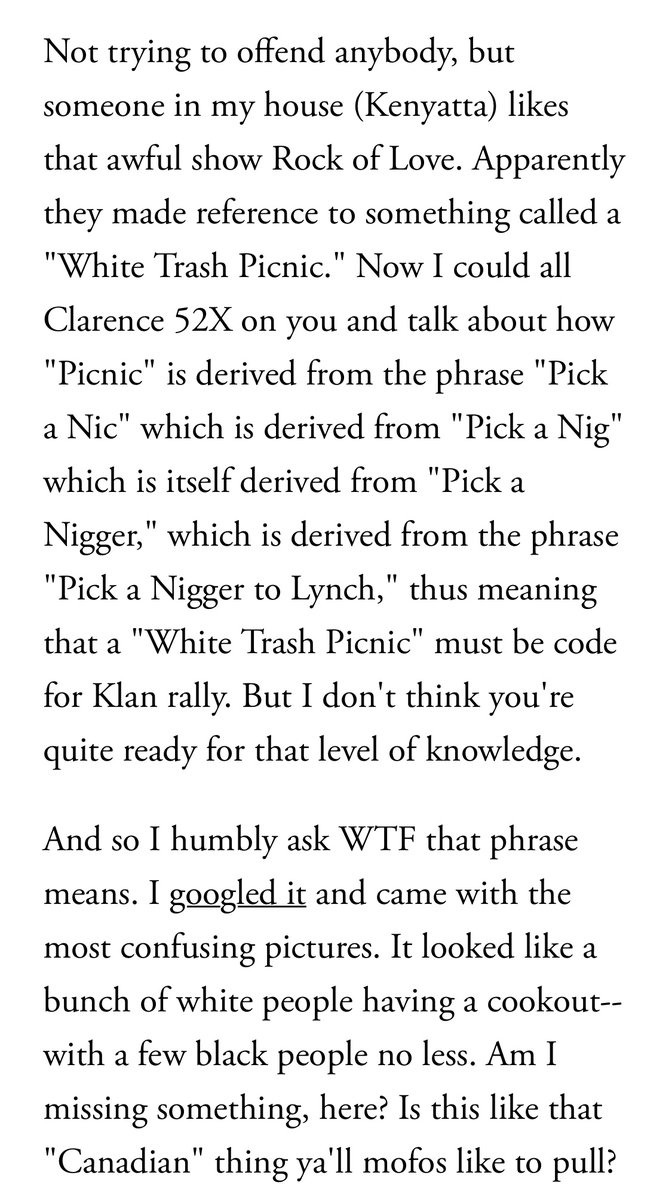 Not trying to offend anybody, but
someone in my house (Kenyatta) likes
that awful show Rock of Love. Apparently
they made reference to something called a
"White Trash Picnic." Now I could all
Clarence 52X on you and talk about how
"Picnic" is derived from the phrase "Pick
a Nic" which is derived from "Pick a Nig"
which is itself derived from "Pick a
Nigger," which is derived from the phrase
"Pick a Nigger to Lynch," thus meaning
that a "White Trash Picnic" must be code
for Klan rally. But I don't think you're
quite ready for that level of knowledge.
And so I humbly ask WTF that phrase
means. I googled it and came with the
most confusing pictures. It looked like a
bunch of white people having a cookout--
with a few black people no less. Am I
missing something, here? Is this like that
"Canadian" thing ya'll mofos like to pull?